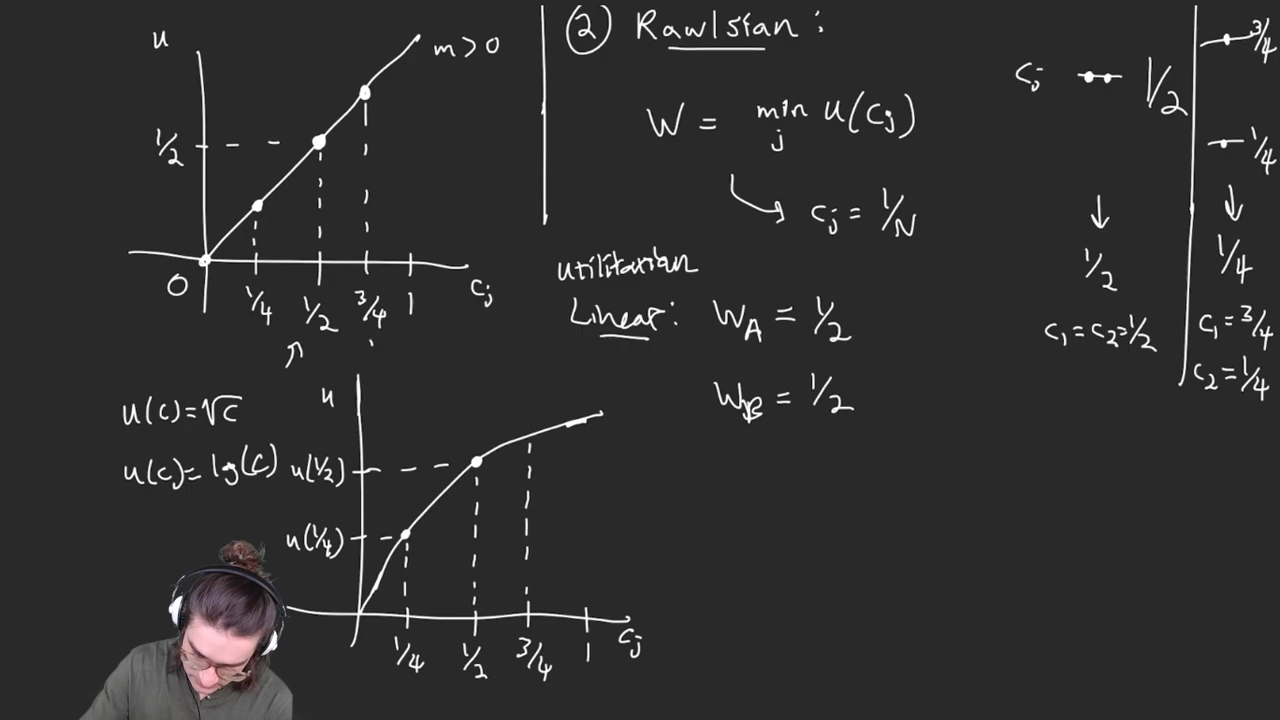 u
m > 0
1/2
0
1/4 1/2 3/4 1
cj
② Rawlsian :
W = min u(cj)
j
cj = 1/N
utilitarian
Linear : WA = 1/2
WB = 1/2
cj 1/2
3/4
1/4
1/2
1/4
c1 = c2 = 1/2
c1 = 3/4
c2 = 1/4
u
u(c) = √c
u(c) = log(c)
u(1/2)
u(1/4)
1/4 1/2 3/4 1
cj